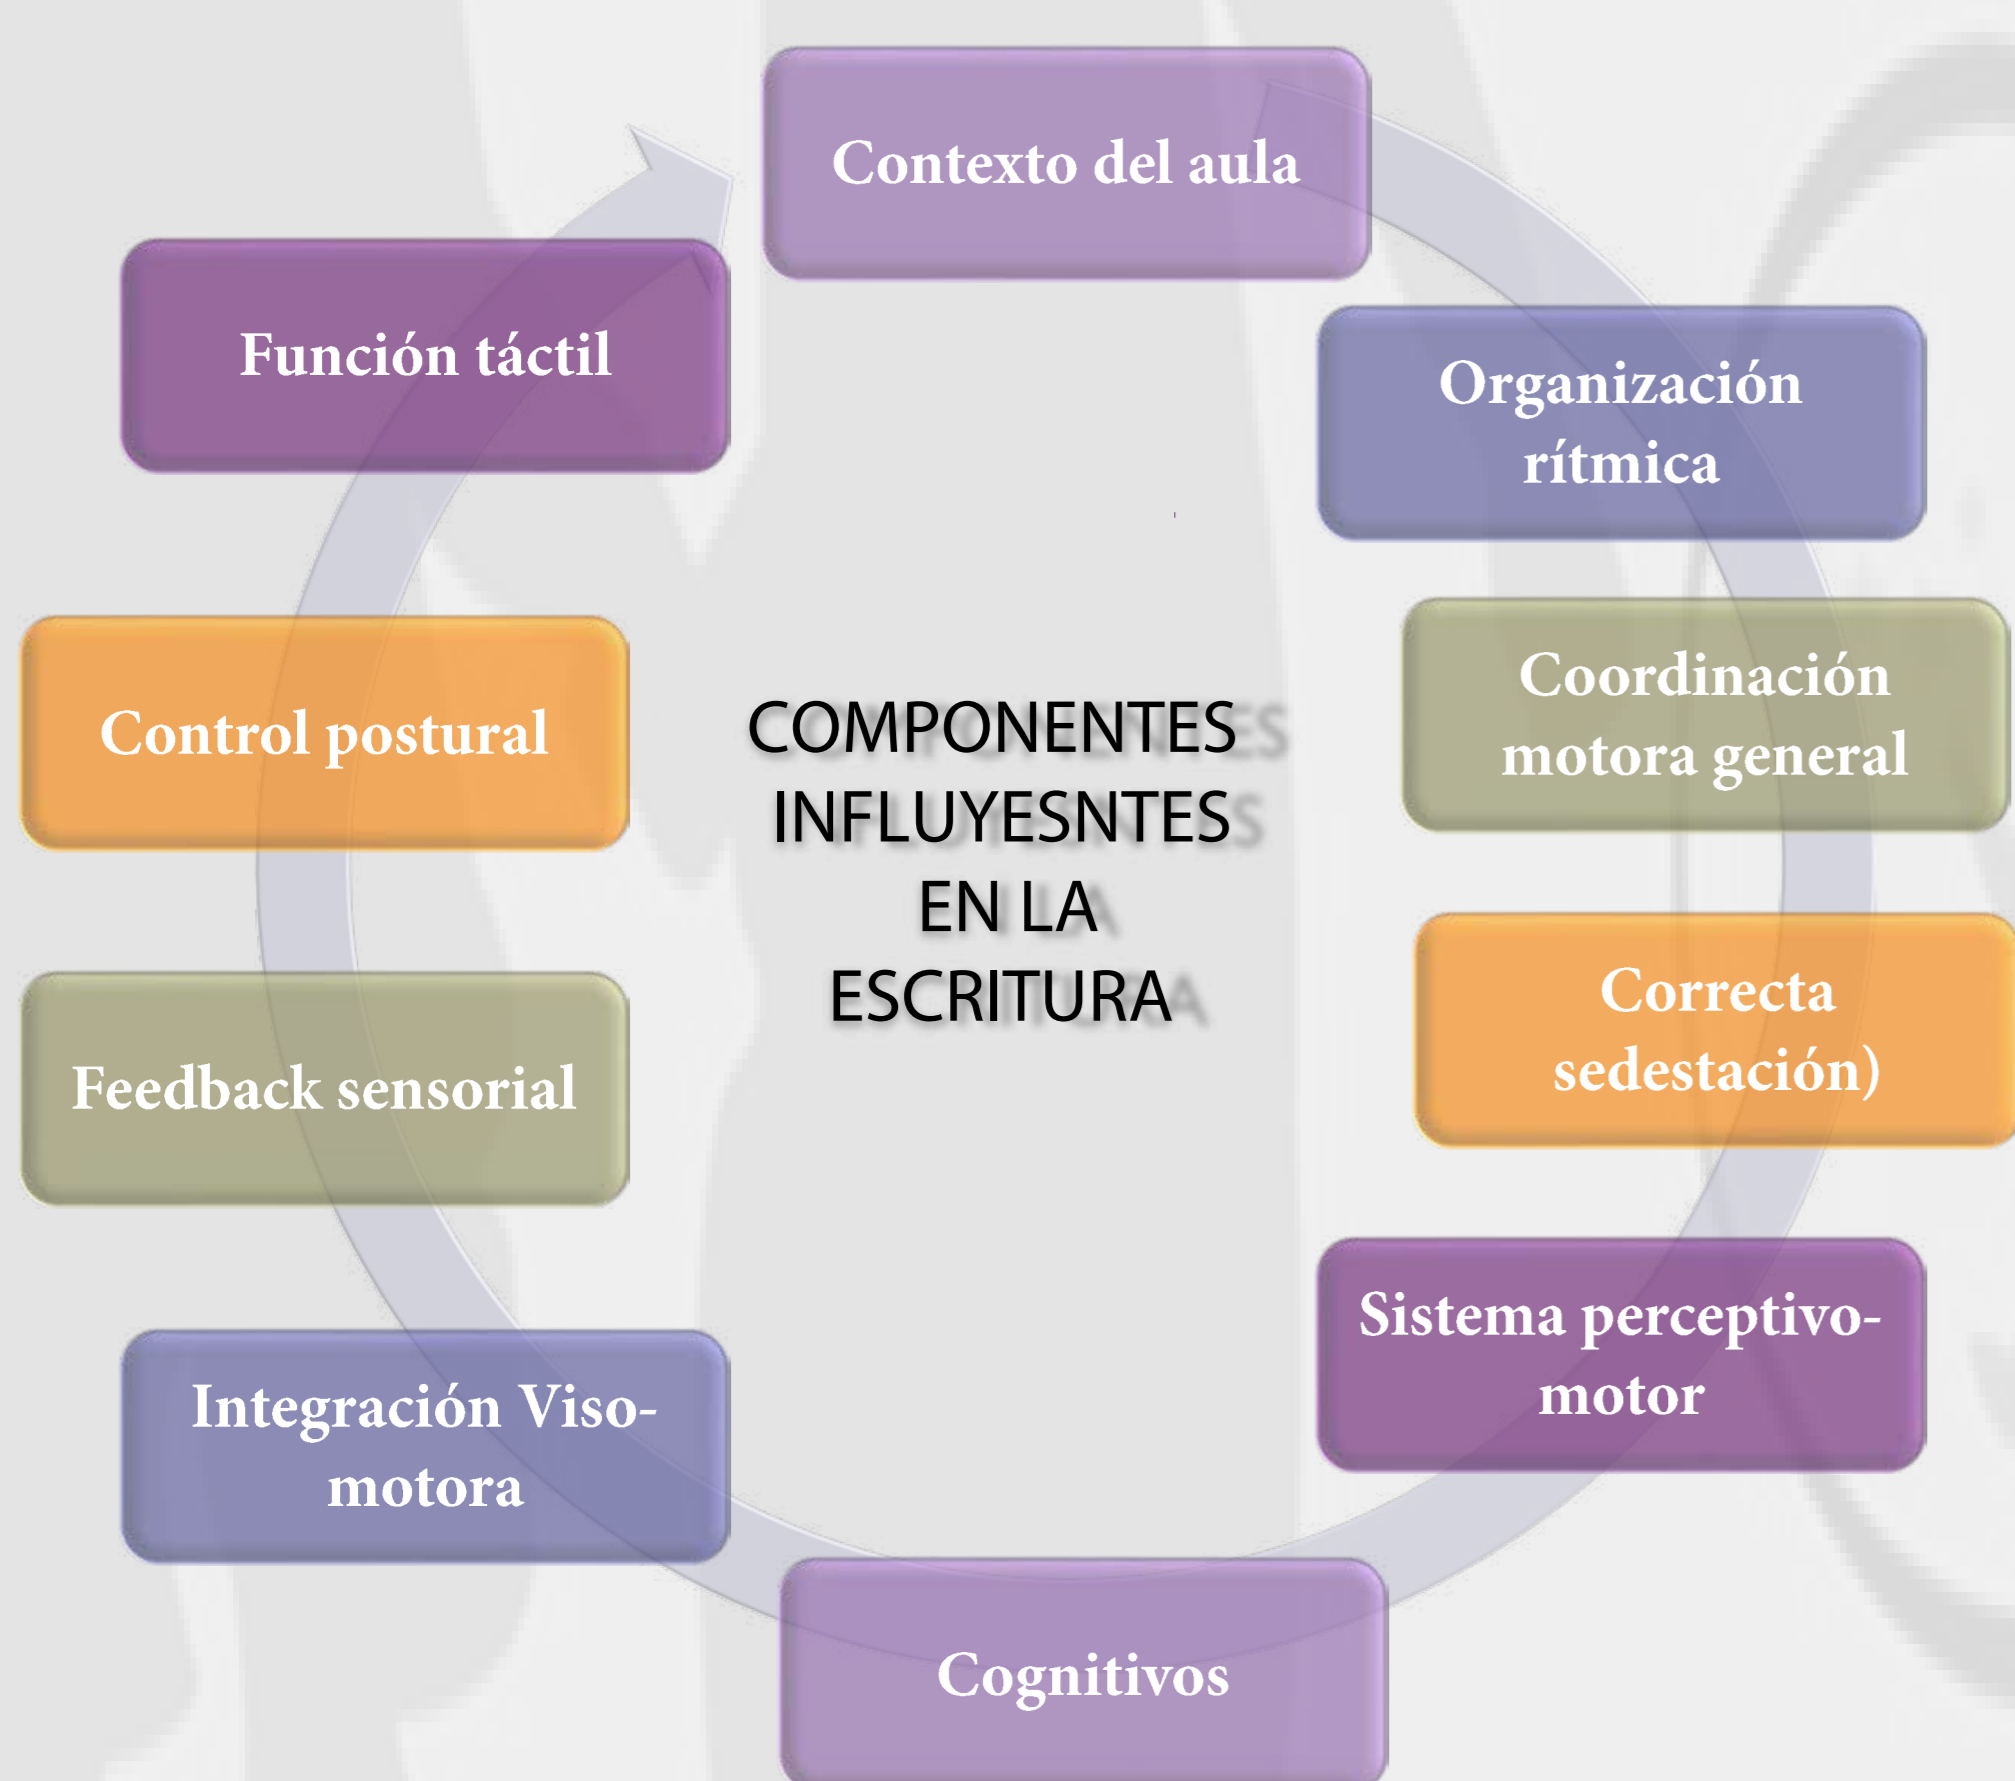 Contexto del aula
Organización
rítmica
Coordinación
motora general
Correcta
sedestación)
Sistema perceptivo-
motor
Cognitivos
Integración Viso-
motora
Feedback sensorial
Control postural
Función táctil
COMPONENTES
INFLUYESNTES
EN LA
ESCRITURA